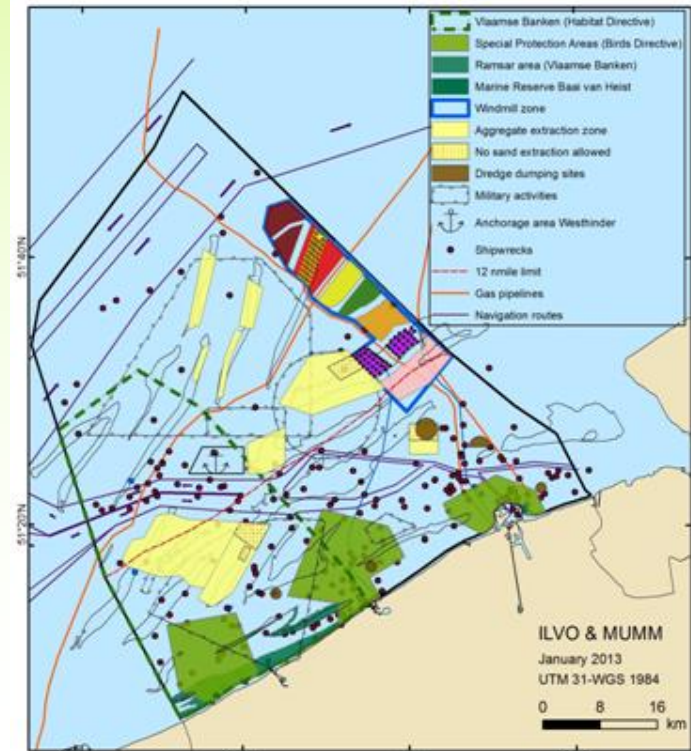 Vlaamse Banken (Habitat Directive)
Special Protection Areas (Birds Directive)
Ramsar area (Vlaamse Banken)
Marine Reserve Baai van Heist
Windmill zone
Aggregate extraction zone
No sand extraction allowed
Dredge dumping sites
Military activities
Anchorage area Westhinder
Shipwrecks
12 nmile limit
Gas pipelines
Navigation routes
51°40'N
51°20'N
ILVO & MUMM
January 2013
UTM 31-WGS 1984
0 8 16
km